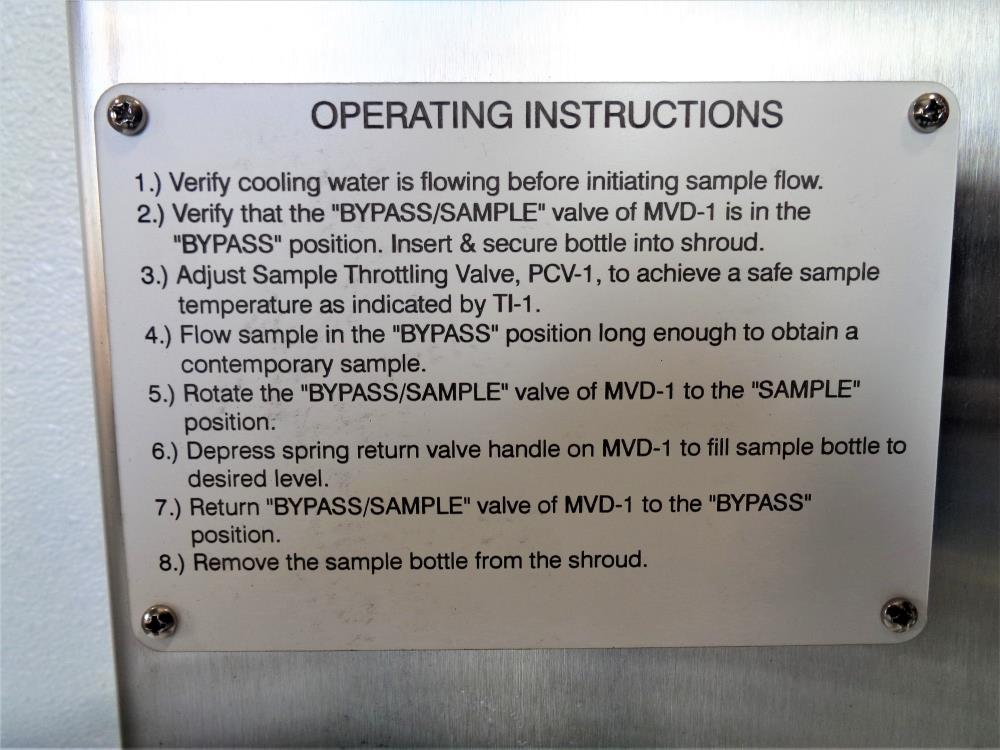 OPERATING INSTRUCTIONS
1.) Verify cooling water is flowing before initiating sample flow.
2.) Verify that the "BYPASS/SAMPLE" valve of MVD-1 is in the
"BYPASS" position. Insert & secure bottle into shroud.
3.) Adjust Sample Throttling Valve, PCV-1, to achieve a safe sample
temperature as indicated by TI-1.
4.) Flow sample in the "BYPASS" position long enough to obtain a
contemporary sample.
5.) Rotate the "BYPASS/SAMPLE" valve of MVD-1 to the "SAMPLE"
position.
6.) Depress spring return valve handle on MVD-1 to fill sample bottle to
desired level.
7.) Return "BYPASS/SAMPLE" valve of MVD-1 to the "BYPASS"
position.
8.) Remove the sample bottle from the shroud.